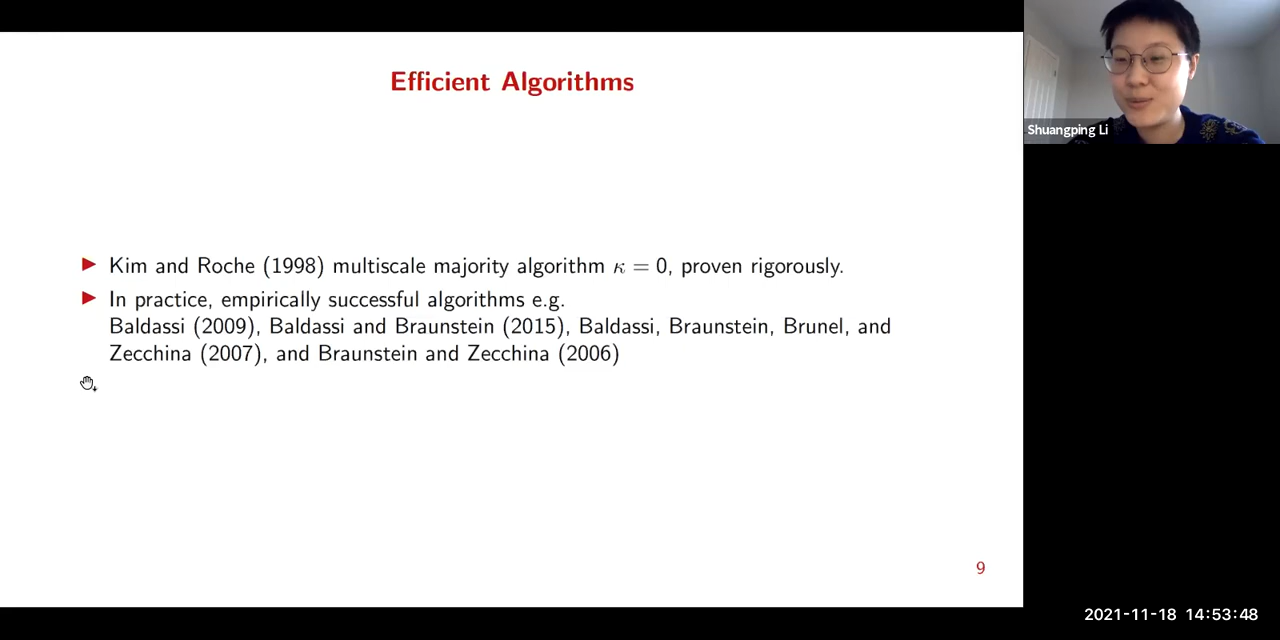 Efficient Algorithms
Shuangping Li
▶ Kim and Roche (1998) multiscale majority algorithm κ = 0, proven rigorously.
▶ In practice, empirically successful algorithms e.g.
Baldassi (2009), Baldassi and Braunstein (2015), Baldassi, Braunstein, Brunel, and
Zecchina (2007), and Braunstein and Zecchina (2006)
9
2021-11-18 14:53:48